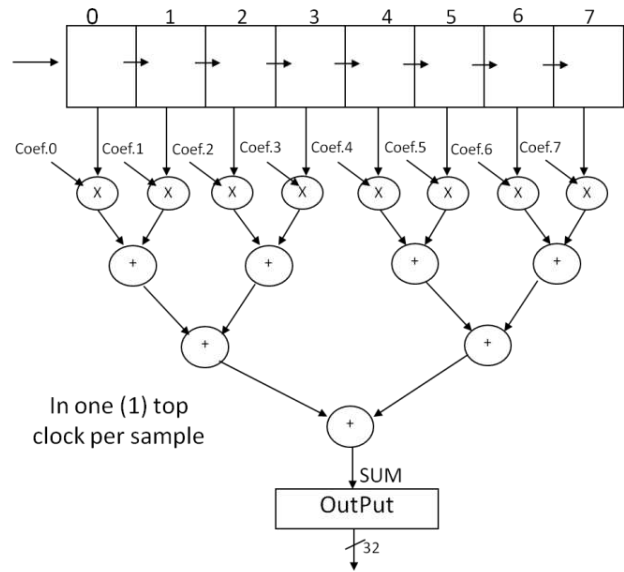 0 1 2 3 4 5 6 7
Coef.0 Coef.1 Coef.2 Coef.3 Coef.4 Coef.5 Coef.6 Coef.7
X X X X X X X X
+ + + +
+ +
In one (1) top
clock per sample
+
SUM
OutPut
32